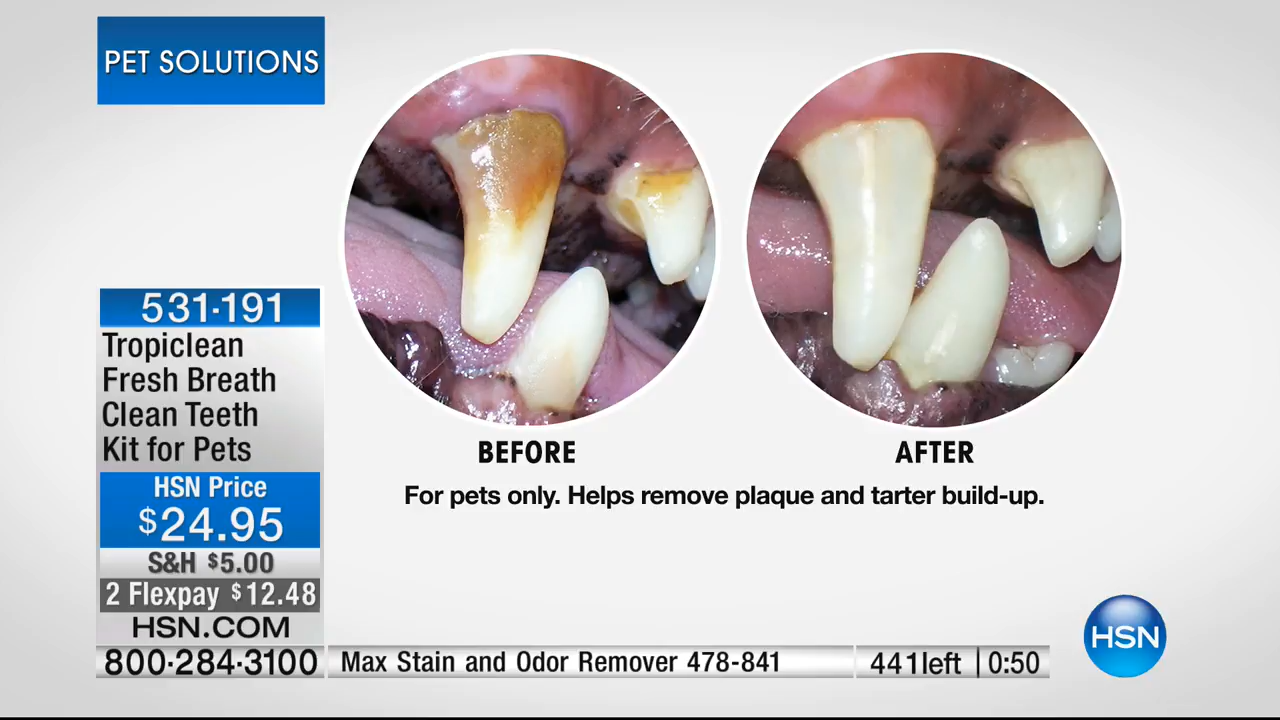 PET SOLUTIONS
531-191
Tropiclean
Fresh Breath
Clean Teeth
Kit for Pets
HSN Price
$24.95
S&H $5.00
2 Flexpay $12.48
HSN.COM
800-284-3100
BEFORE
AFTER
For pets only. Helps remove plaque and tarter build-up.
HSN
Max Stain and Odor Remover 478-841
441left | 0:50